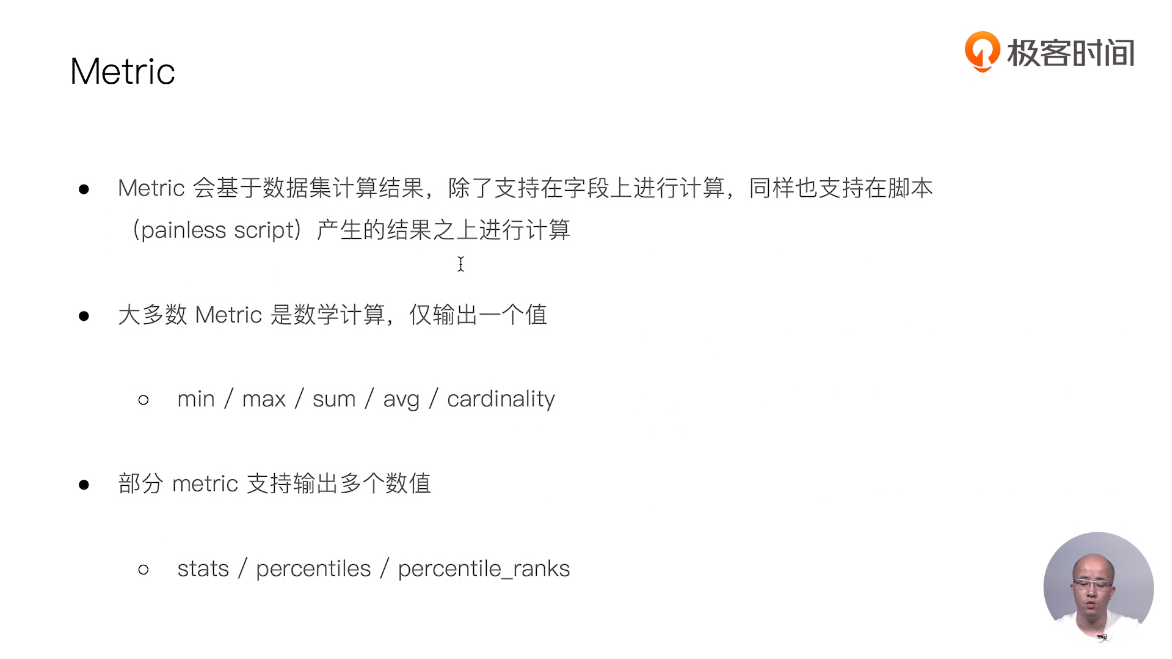 极客时间
Metric
● Metric 会基于数据集计算结果，除了支持在字段上进行计算，同样也支持在脚本
（painless script）产生的结果之上进行计算
● 大多数 Metric 是数学计算，仅输出一个值
○ min / max / sum / avg / cardinality
● 部分 metric 支持输出多个数值
○ stats / percentiles / percentile_ranks